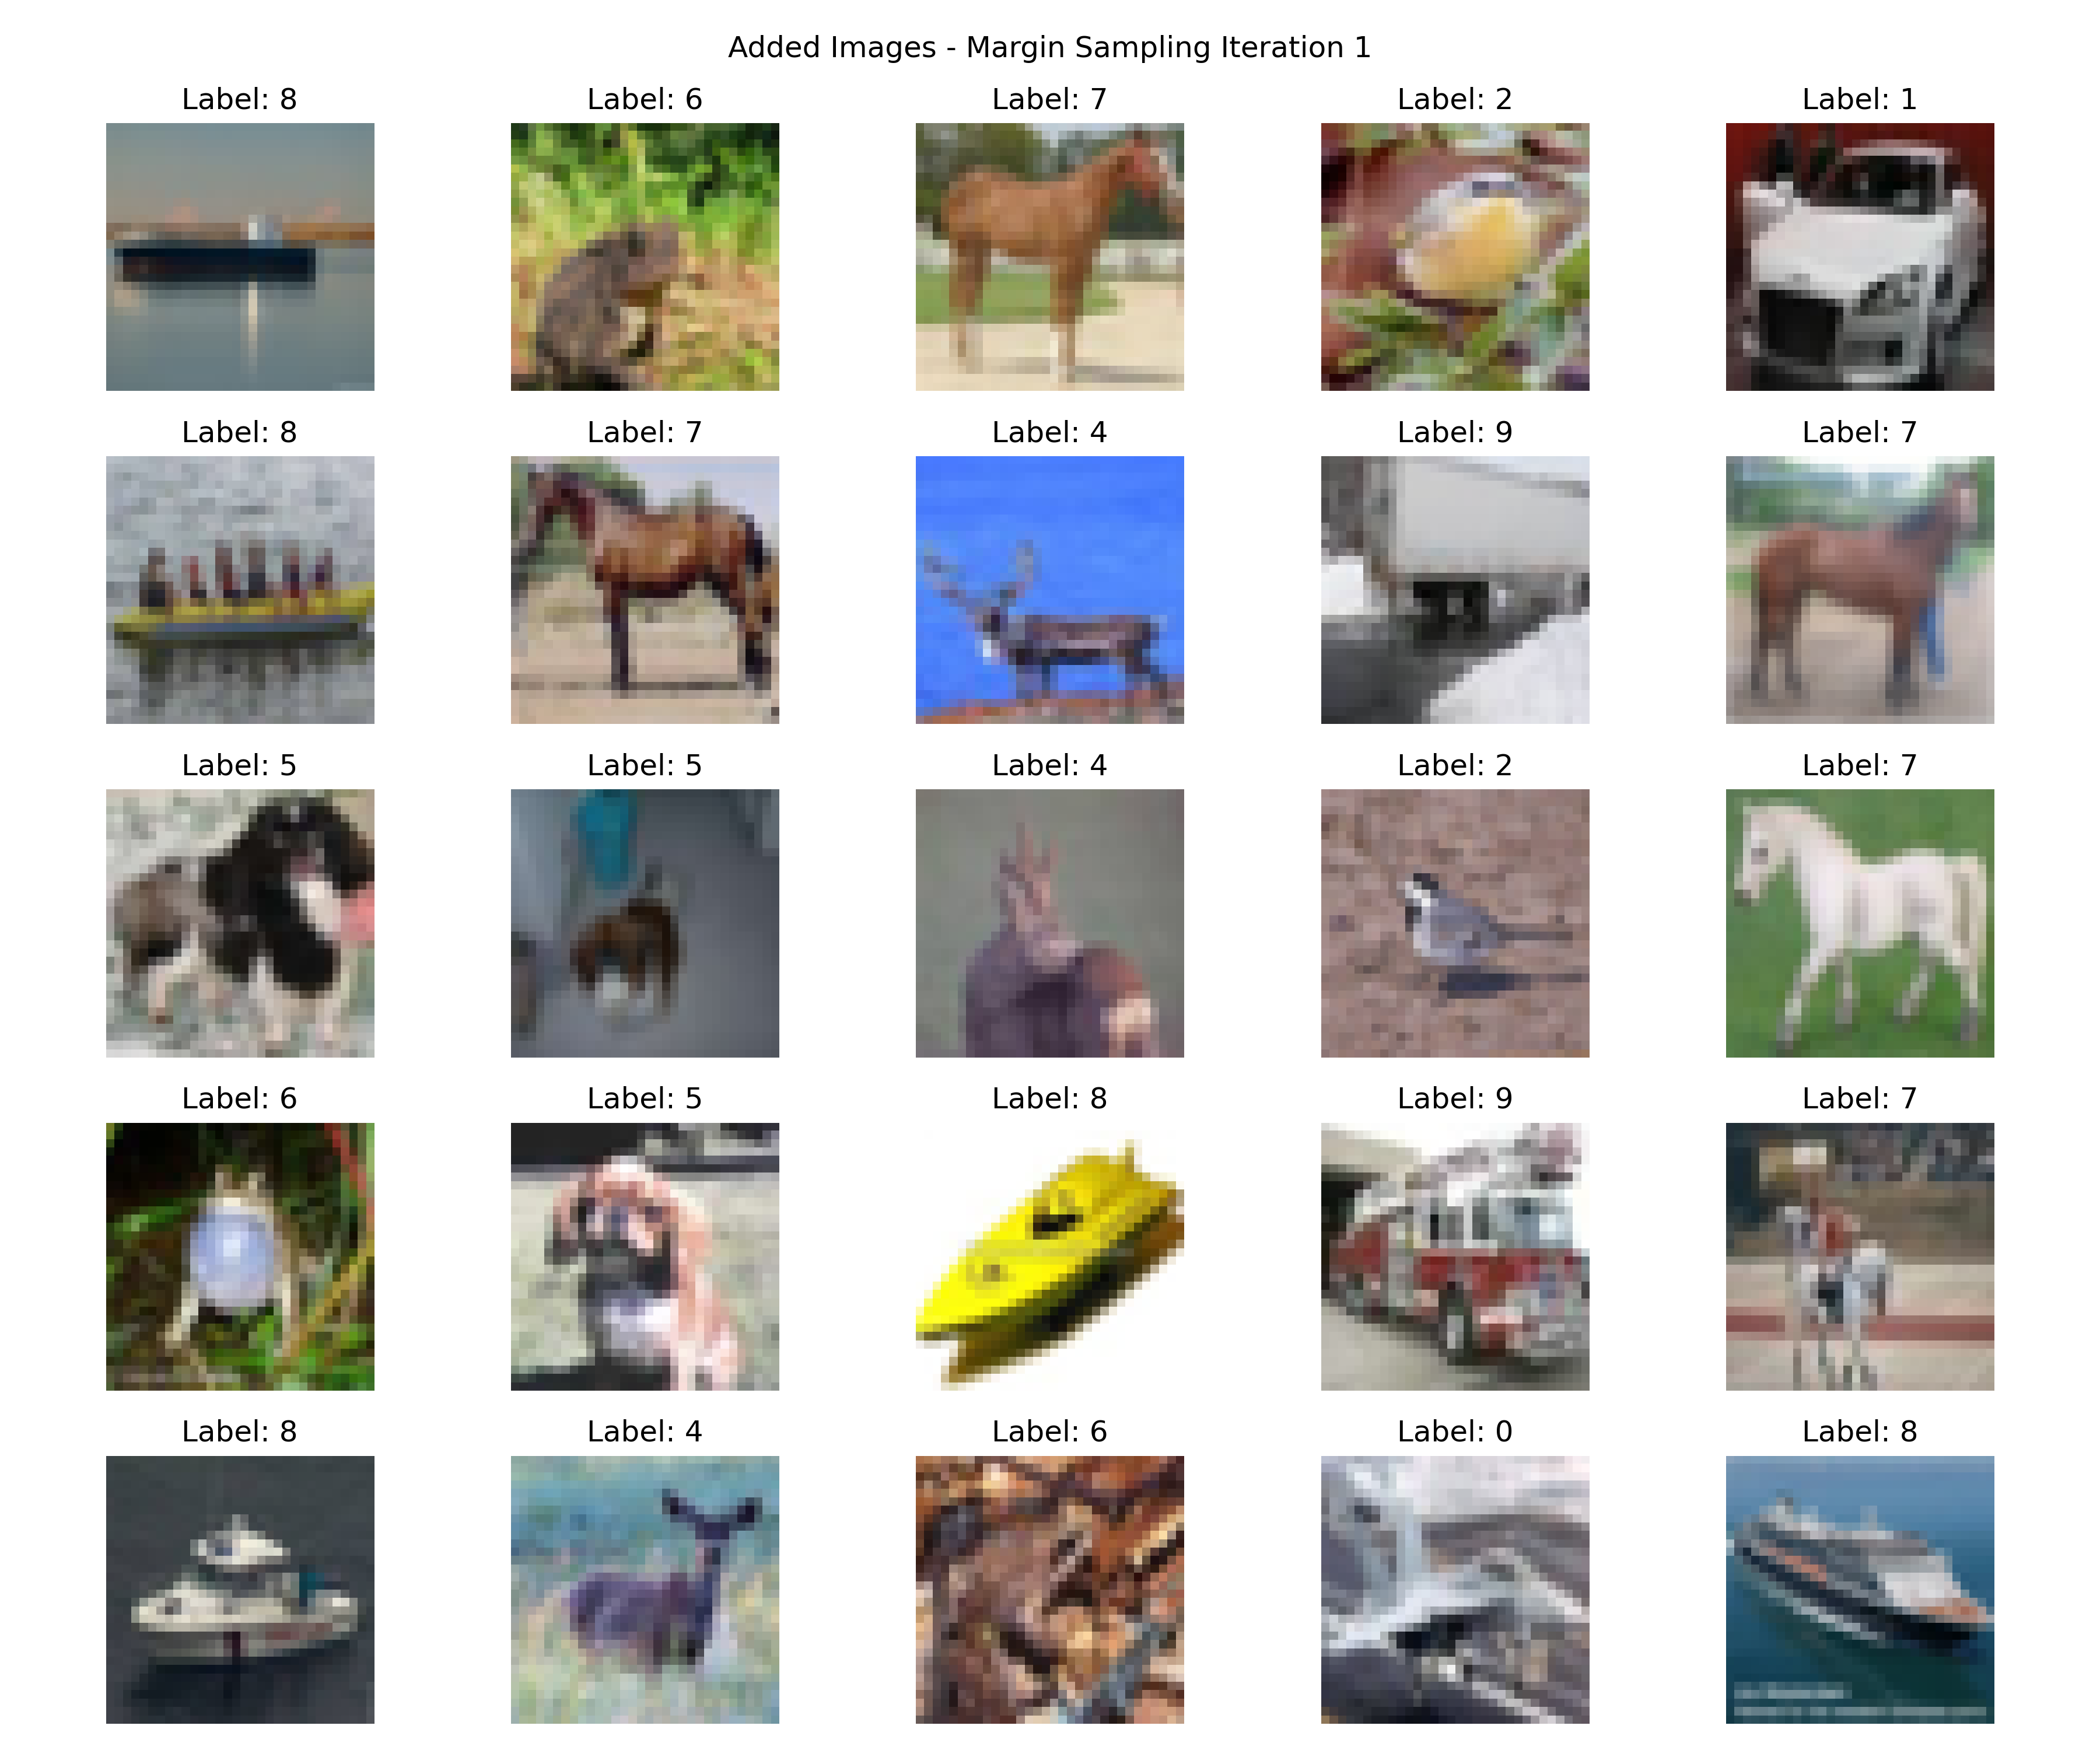 Added Images - Margin Sampling Iteration 1
Label: 8 Label: 6 Label: 7 Label: 2 Label: 1
Label: 8 Label: 7 Label: 4 Label: 9 Label: 7
Label: 5 Label: 5 Label: 4 Label: 2 Label: 7
Label: 6 Label: 5 Label: 8 Label: 9 Label: 7
Label: 8 Label: 4 Label: 6 Label: 0 Label: 8